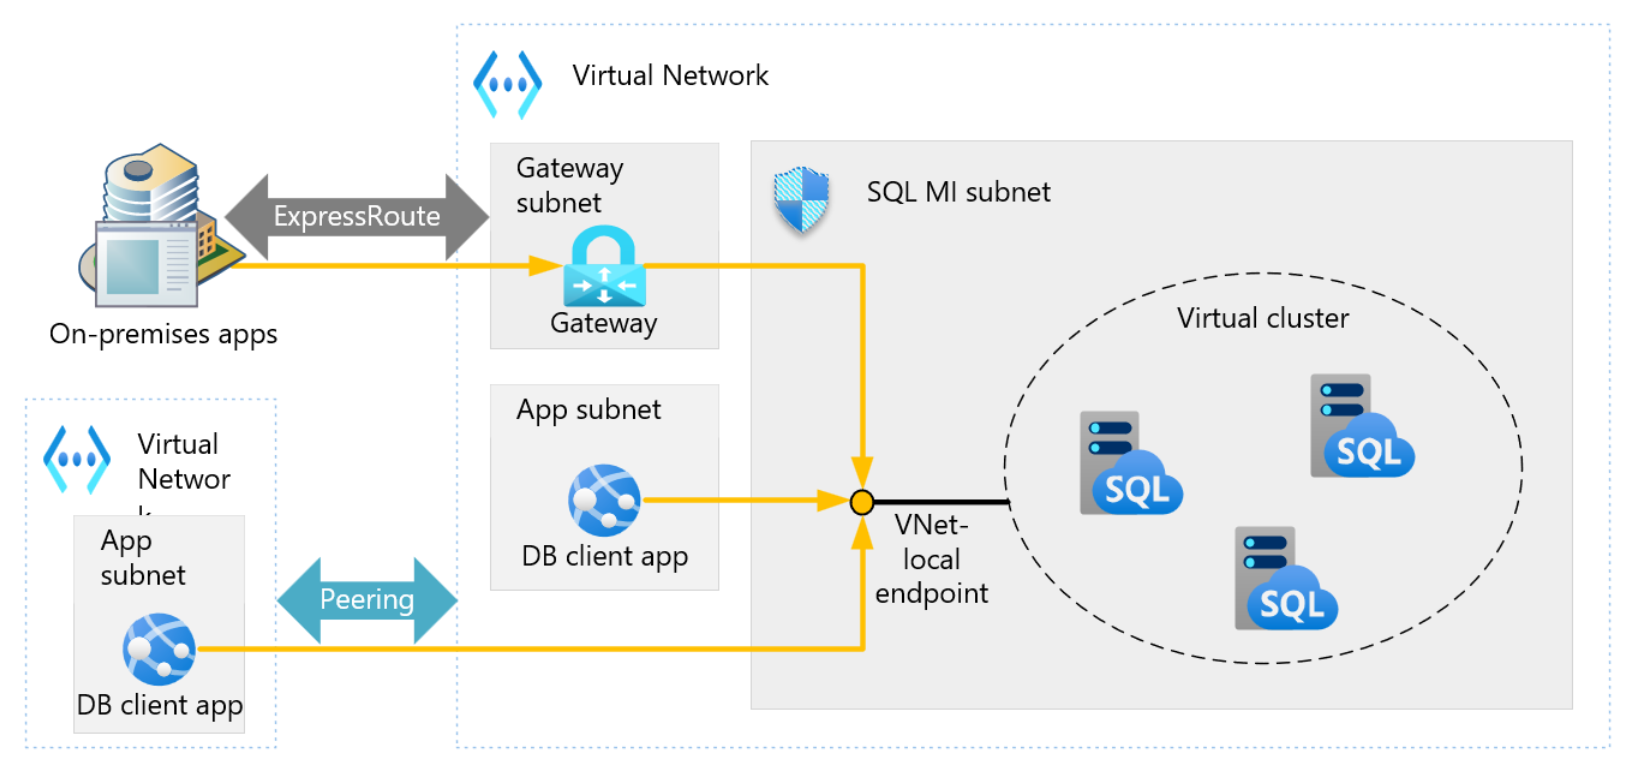 Virtual Network
Gateway
subnet
SQL MI subnet
ExpressRoute
Gateway
On-premises apps
Virtual cluster
App subnet
SQL
SQL
DB client app
VNet-
local
endpoint
SQL
Virtual
Networ
App
subnet
Peering
DB client app